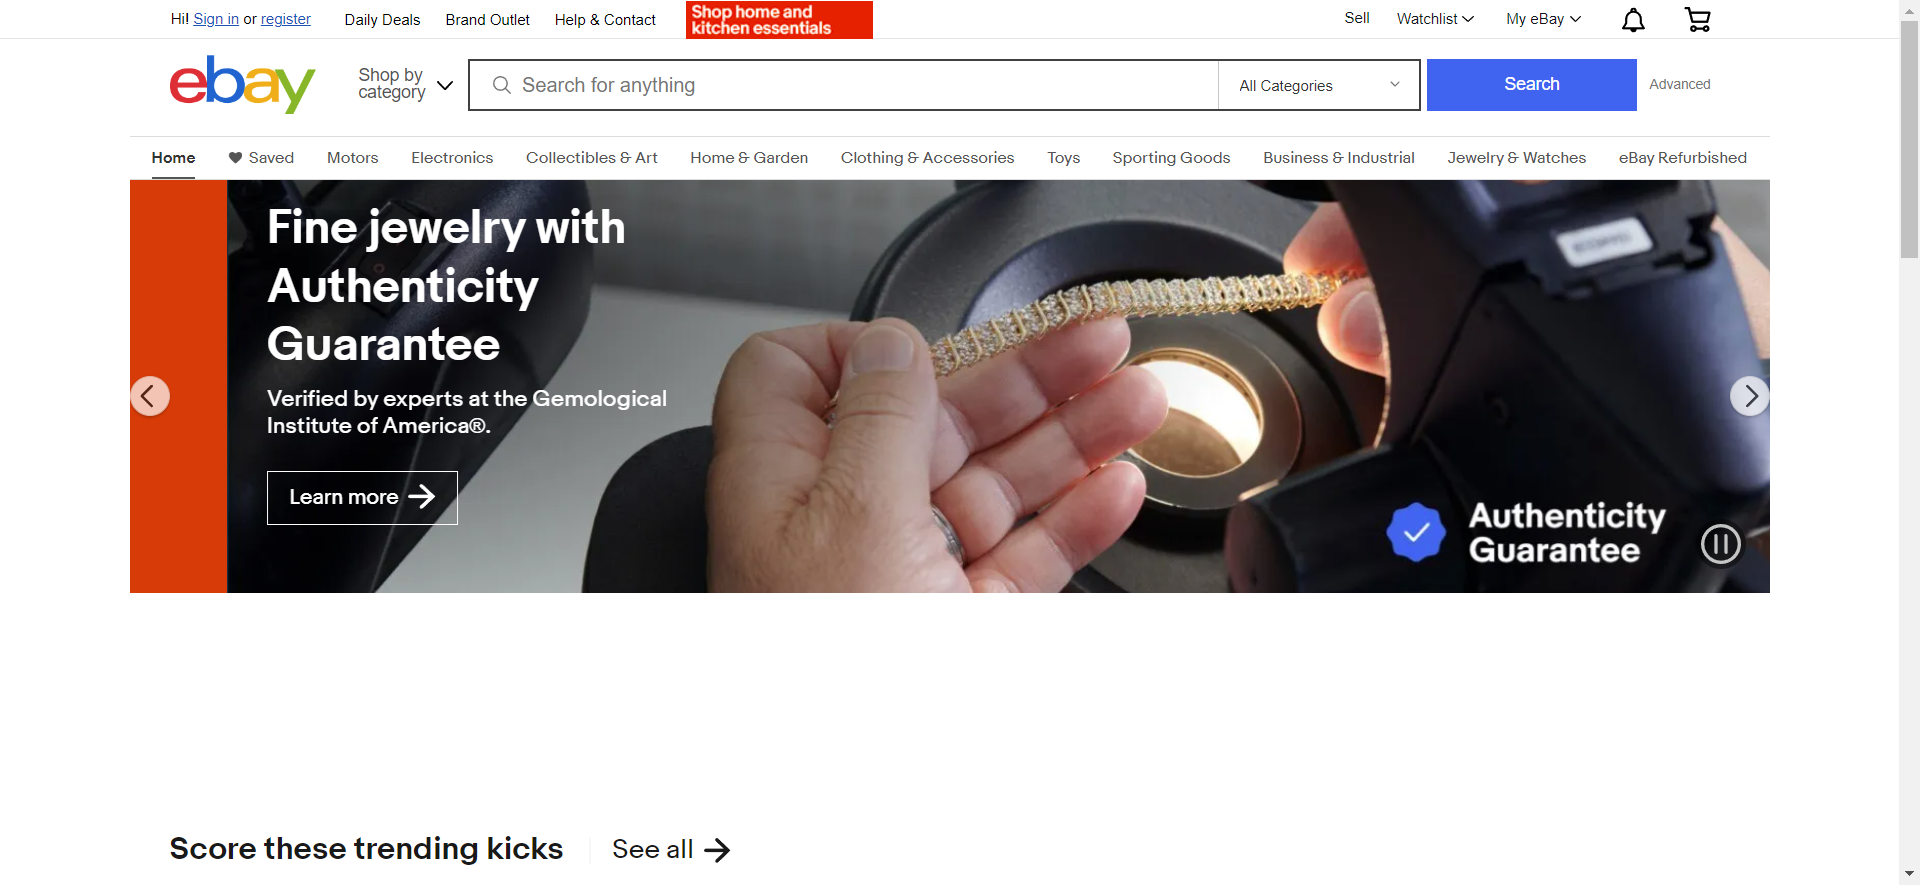 Hi! Sign in or register
Daily Deals
Brand Outlet
Help & Contact
Shop home and
kitchen essentials
Sell
Watchlist
My eBay
ebay
Shop by
category
Search for anything
All Categories
Search
Advanced
Home
Saved
Motors
Electronics
Collectibles & Art
Home & Garden
Clothing & Accessories
Toys
Sporting Goods
Business & Industrial
Jewelry & Watches
eBay Refurbished
Fine jewelry with
Authenticity
Guarantee
Verified by experts at the Gemological
Institute of America®.
Learn more
Authenticity
Guarantee
Score these trending kicks
See all